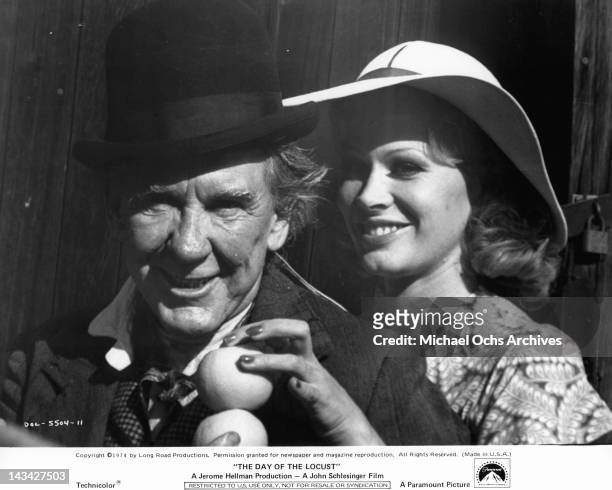 gettyimages®
Credit: Michael Ochs Archives
DOL-5504-11
Copyright ©1974 by Long Road Productions. Permission granted for newspaper and magazine reproduction. All Rights Reserved. (Made in U.S.A.)
"THE DAY OF THE LOCUST"
A Jerome Hellman Production — A John Schlesinger Film
Technicolor®
RESTRICTED TO U.S. USE ONLY, NOT FOR RESALE OR SYNDICATION
A Paramount Picture
Paramount
143427503